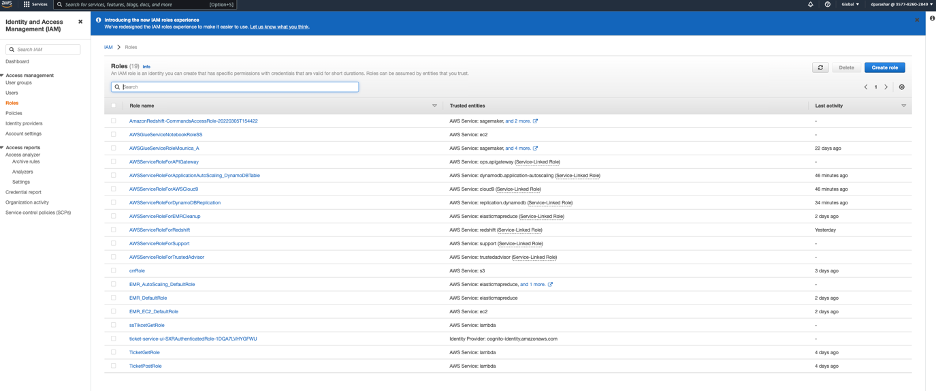 aws
Services
Search for services, features, blogs, docs, and more
[Option+S]
Global
Identity and Access Management (IAM)
Search IAM
Dashboard
Access management
User groups
Users
Roles
Policies
Identity providers
Account settings
Access reports
Access analyzer
Archive rules
Analyzers
Settings
Credential report
Organization activity
Service control policies (SCPs)
Introducing the new IAM roles experience
We've redesigned the IAM roles experience to make it easier to use. Let us know what you think.
IAM > Roles
Roles (19) Info
An IAM role is an identity you can create that has specific permissions with credentials that are valid for short durations. Roles can be assumed by entities that you trust.
Delete
Create role
Search
1
Role name Trusted entities Last activity
AWS Service: sagemaker, and 2 more. -
AWS Service: ec2 -
AWSGlueServiceRoleMounica_A AWS Service: sagemaker, and 4 more. 22 days ago
AWSServiceRoleForAPIGateway AWS Service: ops.apigateway (Service-Linked Role) -
AWSServiceRoleForApplicationAutoScaling_DynamoDBTable AWS Service: dynamodb.application-autoscaling (Service-Linked Role) 46 minutes ago
AWSServiceRoleForAWSCloud9 AWS Service: cloud9 (Service-Linked Role) 46 minutes ago
AWSServiceRoleForDynamoDBReplication AWS Service: replication.dynamodb (Service-Linked Role) 34 minutes ago
AWSServiceRoleForEMRCleanup AWS Service: elasticmapreduce (Service-Linked Role) 2 days ago
AWSServiceRoleForRedshift AWS Service: redshift (Service-Linked Role) Yesterday
AWSServiceRoleForSupport AWS Service: support (Service-Linked Role) -
AWSServiceRoleForTrustedAdvisor AWS Service: trustedadvisor (Service-Linked Role) -
AWS Service: s3 3 days ago
EMR_AutoScaling_DefaultRole AWS Service: elasticmapreduce, and 1 more. -
EMR_DefaultRole AWS Service: elasticmapreduce 2 days ago
EMR_EC2_DefaultRole AWS Service: ec2 2 days ago
AWS Service: lambda -
Identity Provider: cognito-identity.amazonaws.com -
TicketGetRole AWS Service: lambda 4 days ago
TicketPostRole AWS Service: lambda 4 days ago